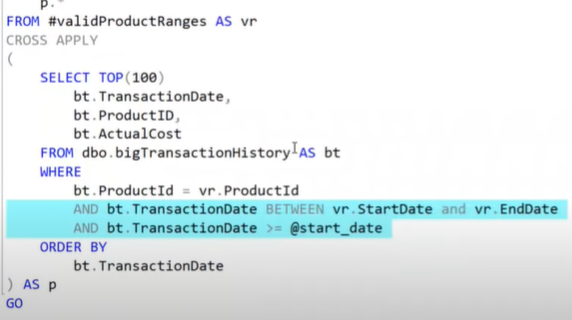 p.*
FROM #validProductRanges AS vr
CROSS APPLY
(
SELECT TOP(100)
bt.TransactionDate,
bt.ProductID,
bt.ActualCost
FROM dbo.bigTransactionHistory AS bt
WHERE
bt.ProductId = vr.ProductId
AND bt.TransactionDate BETWEEN vr.StartDate and vr.EndDate
AND bt.TransactionDate >= @start_date
ORDER BY
bt.TransactionDate
) AS p
GO